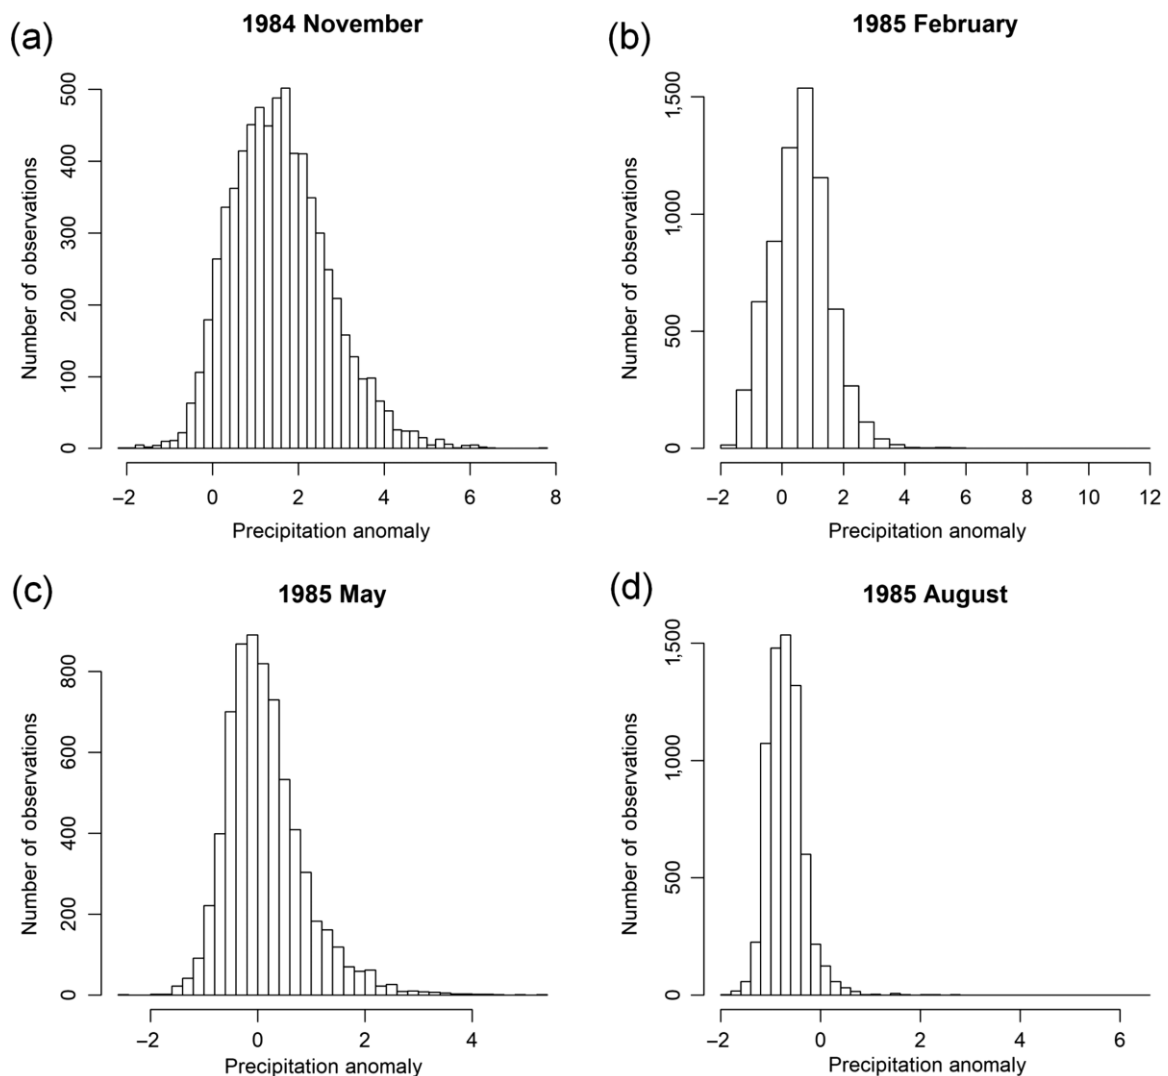 (a)
1984 November
Number of observations
500
400
300
200
100
0
−2 0 2 4 6 8
Precipitation anomaly
(b)
1985 February
Number of observations
1,500
1,000
500
0
−2 0 2 4 6 8 10 12
Precipitation anomaly
(c)
1985 May
Number of observations
800
600
400
200
0
−2 0 2 4
Precipitation anomaly
(d)
1985 August
Number of observations
1,500
1,000
500
0
−2 0 2 4 6
Precipitation anomaly